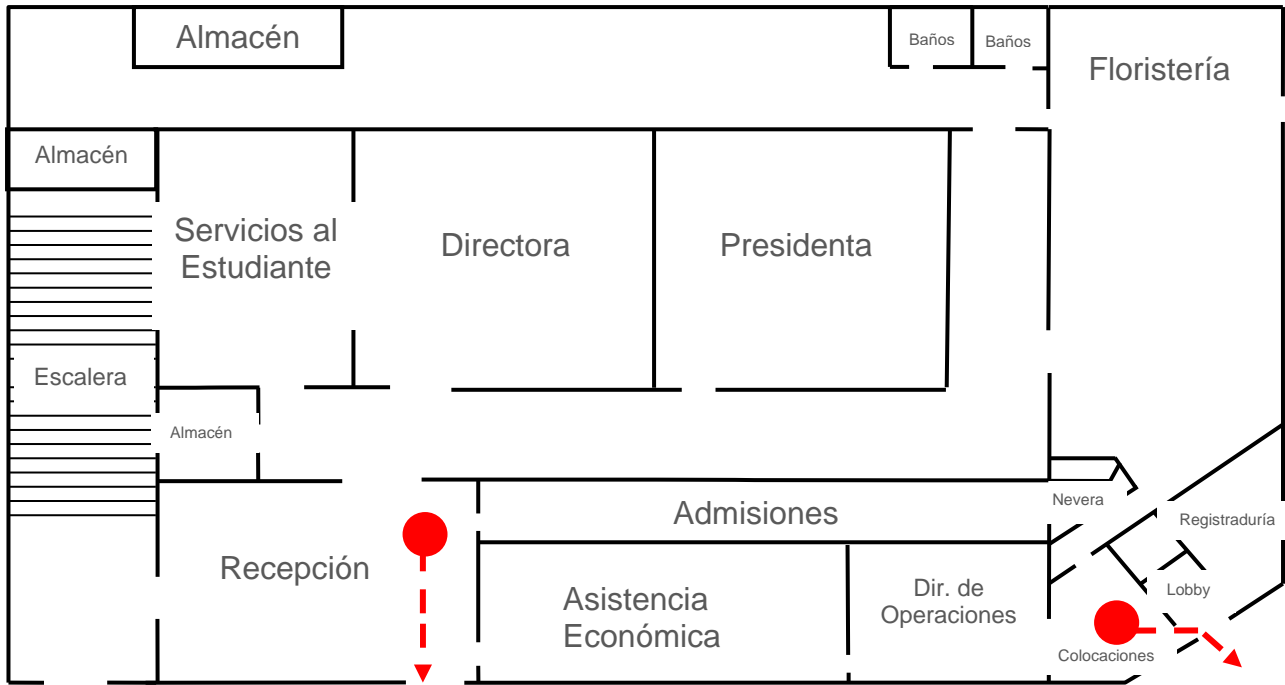 Almacén
Baños
Baños
Floristería
Almacén
Servicios al
Estudiante
Directora
Presidenta
Escalera
Almacén
Nevera
Admisiones
Registraduría
Recepción
Asistencia
Económica
Dir. de
Operaciones
Lobby
Colocaciones